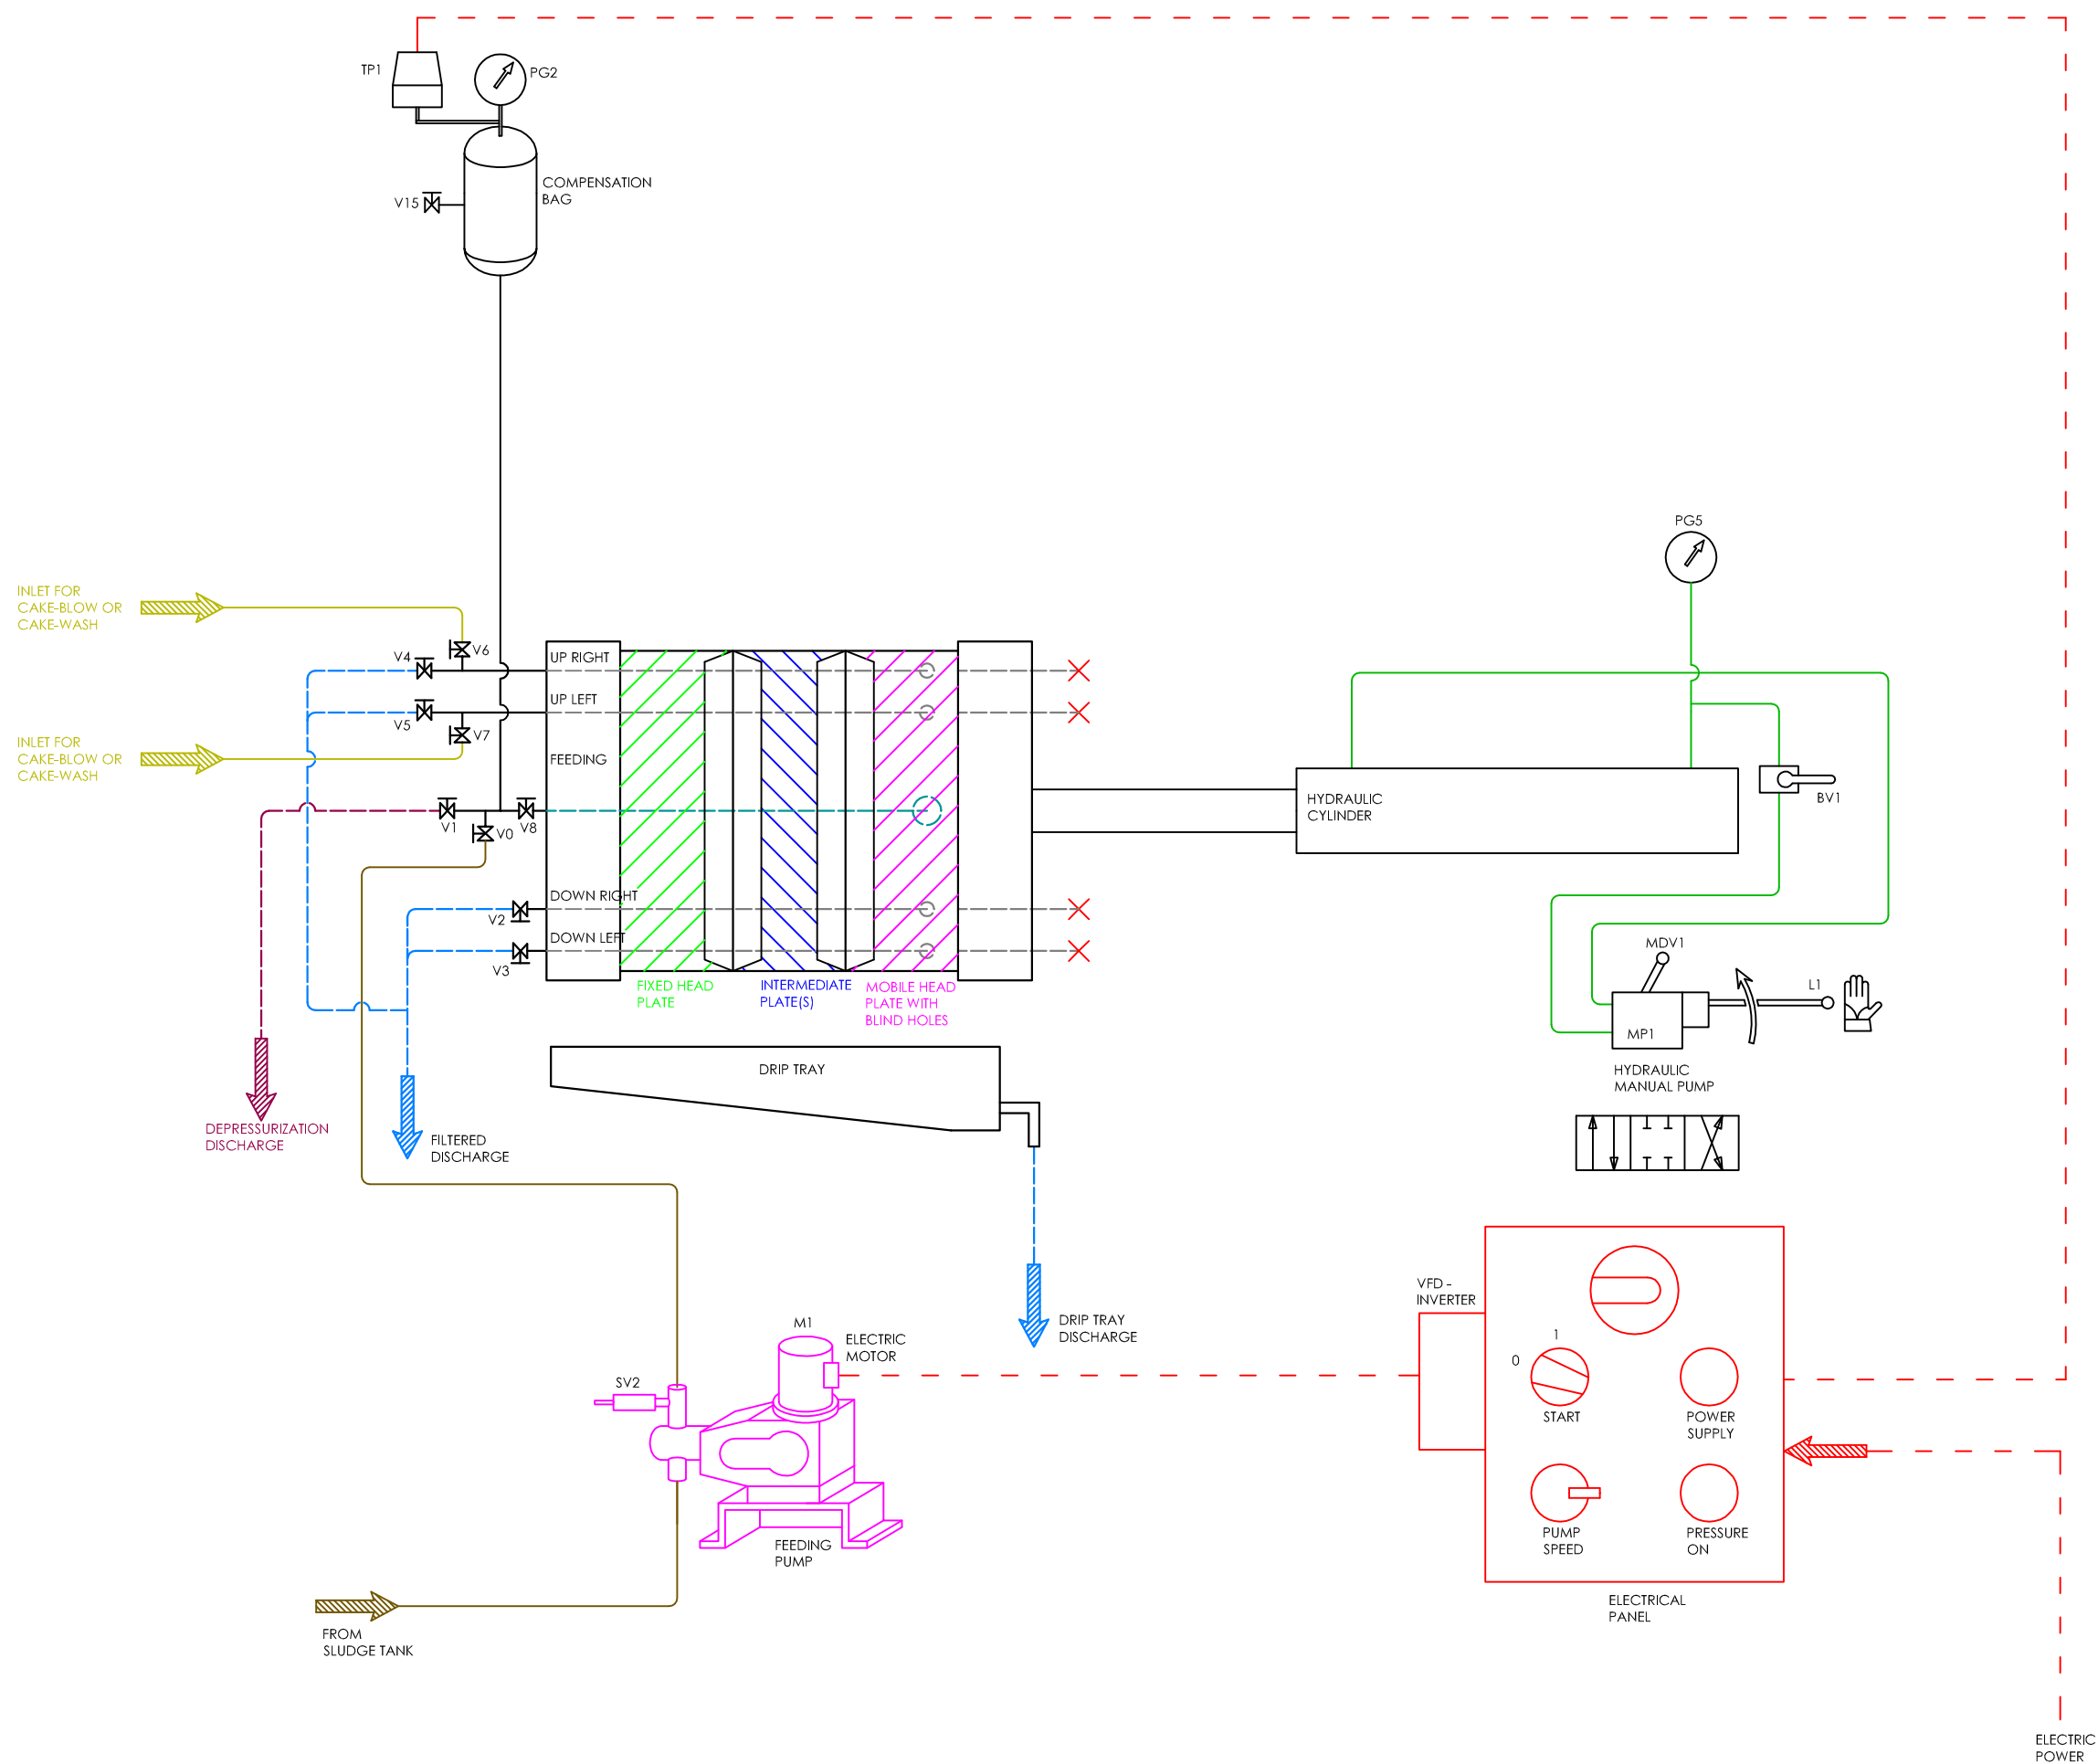 TP1
PG2
COMPENSATION
BAG
V15
PG5
INLET FOR
CAKE-BLOW OR
CAKE-WASH
V4
V6
UP RIGHT
UP LEFT
V5
V7
INLET FOR
CAKE-BLOW OR
CAKE-WASH
FEEDING
HYDRAULIC
CYLINDER
BV1
V1
V0
V8
DOWN RIGHT
V2
DOWN LEFT
V3
MDV1
L1
FIXED HEAD
PLATE
INTERMEDIATE
PLATE(S)
MOBILE HEAD
PLATE WITH
BLIND HOLES
MP1
DRIP TRAY
HYDRAULIC
MANUAL PUMP
DEPRESSURIZATION
DISCHARGE
FILTERED
DISCHARGE
VFD -
INVERTER
DRIP TRAY
DISCHARGE
M1
ELECTRIC
MOTOR
SV2
1
0
START
POWER
SUPPLY
PUMP
SPEED
PRESSURE
ON
FEEDING
PUMP
ELECTRICAL
PANEL
FROM
SLUDGE TANK
ELECTRIC
POWER